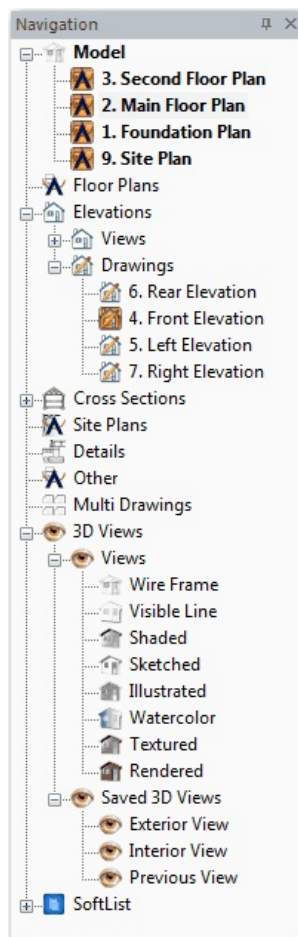 Navigation
Model
3. Second Floor Plan
2. Main Floor Plan
1. Foundation Plan
9. Site Plan
Floor Plans
Elevations
Views
Drawings
6. Rear Elevation
4. Front Elevation
5. Left Elevation
7. Right Elevation
Cross Sections
Site Plans
Details
Other
Multi Drawings
3D Views
Views
Wire Frame
Visible Line
Shaded
Sketched
Illustrated
Watercolor
Textured
Rendered
Saved 3D Views
Exterior View
Interior View
Previous View
SoftList